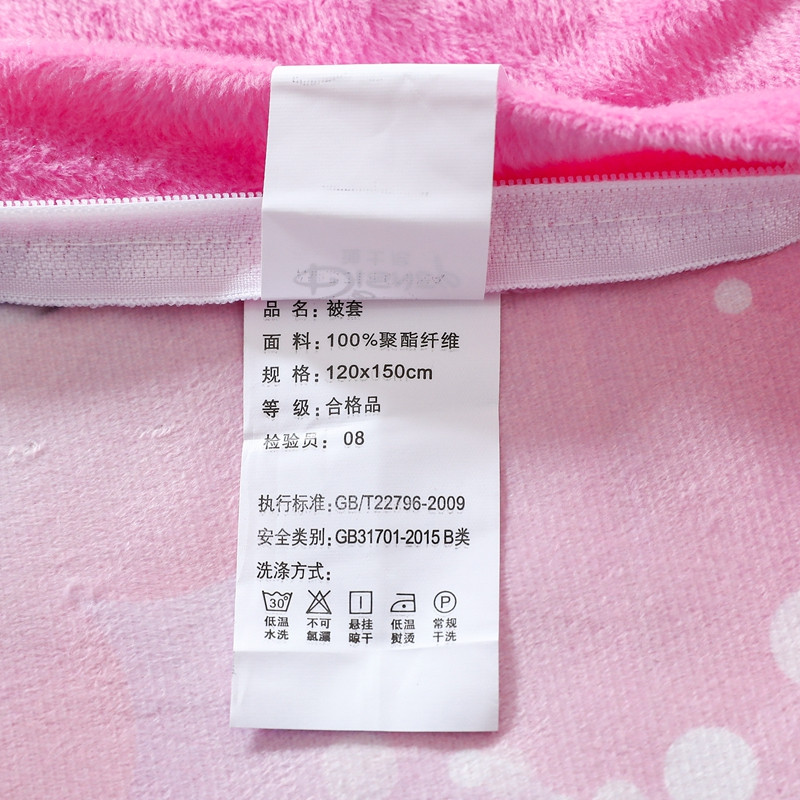 品 名：被套
面 料：100%聚酯纤维
规 格：120x150cm
等 级：合格品
检验员： 08
执行标准：GB/T22796-2009
安全类别：GB31701-2015 B类
洗涤方式：
30° P
低温 不可 悬挂 低温 常规
水洗 氯漂 晾干 熨烫 干洗